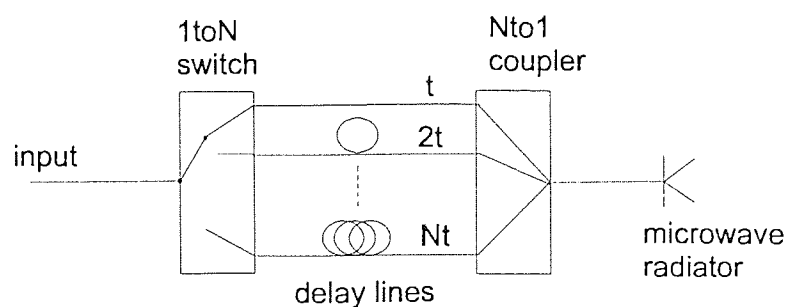 1toN
switch
Nto1
coupler
t
input
2t
Nt
microwave
radiator
delay lines